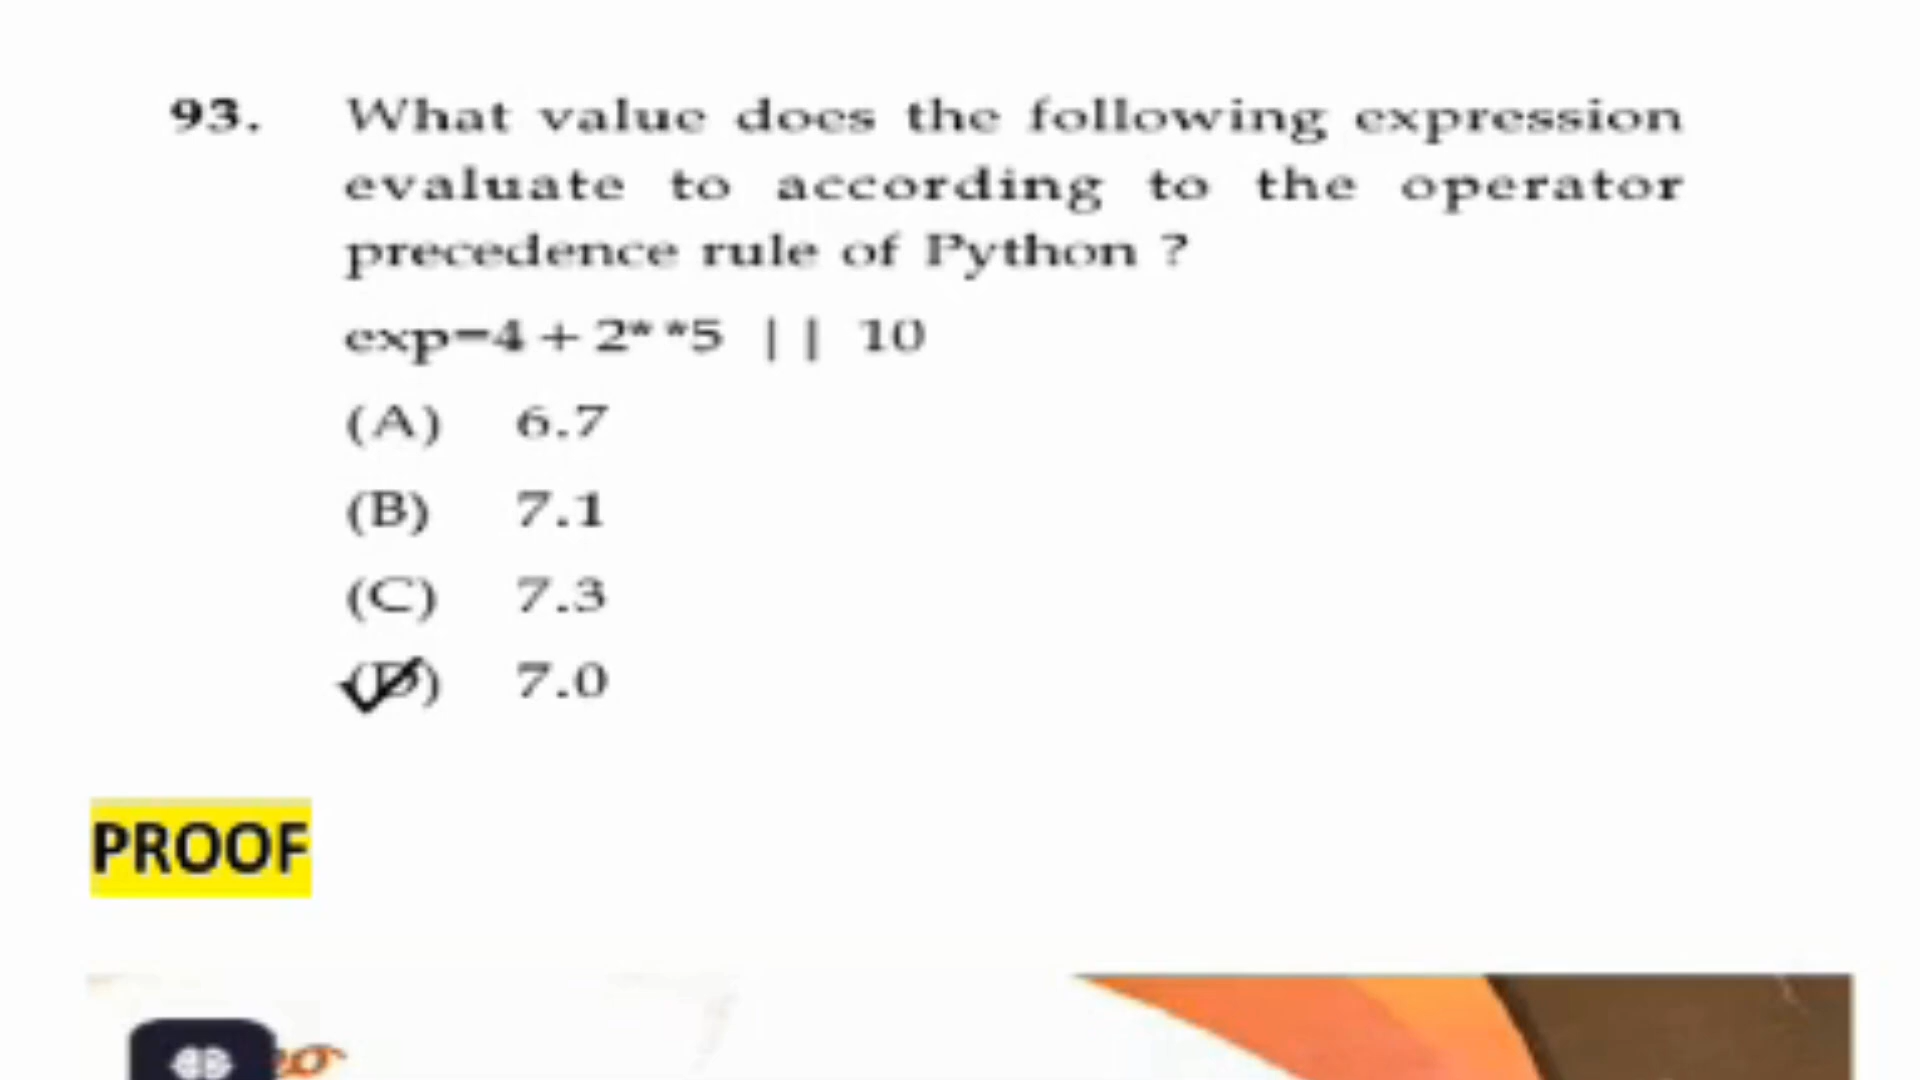 93. What value does the following expression
evaluate to according to the operator
precedence rule of Python ?
exp=4 + 2**5 || 10
(A) 6.7
(B) 7.1
(C) 7.3
(D) 7.0
PROOF